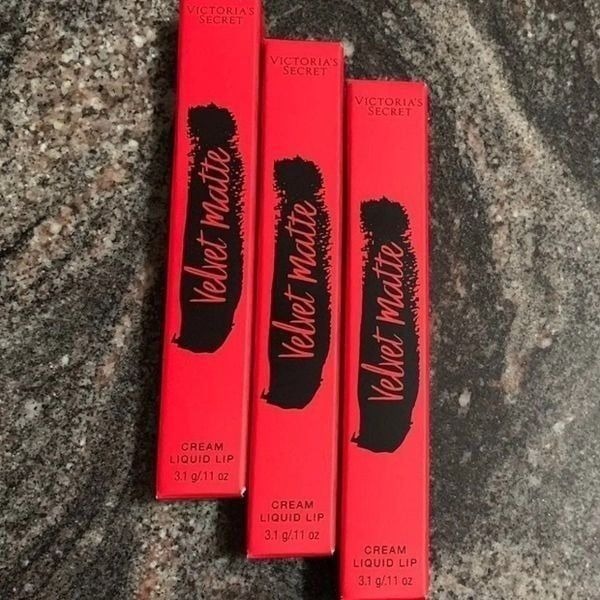 VICTORIA'S
SECRET
Velvet Matte
CREAM
LIQUID LIP
3.1 g/.11 oz
VICTORIA'S
SECRET
Velvet Matte
CREAM
LIQUID LIP
3.1 g/.11 oz
VICTORIA'S
SECRET
Velvet Matte
CREAM
LIQUID LIP
3.1 g/.11 oz